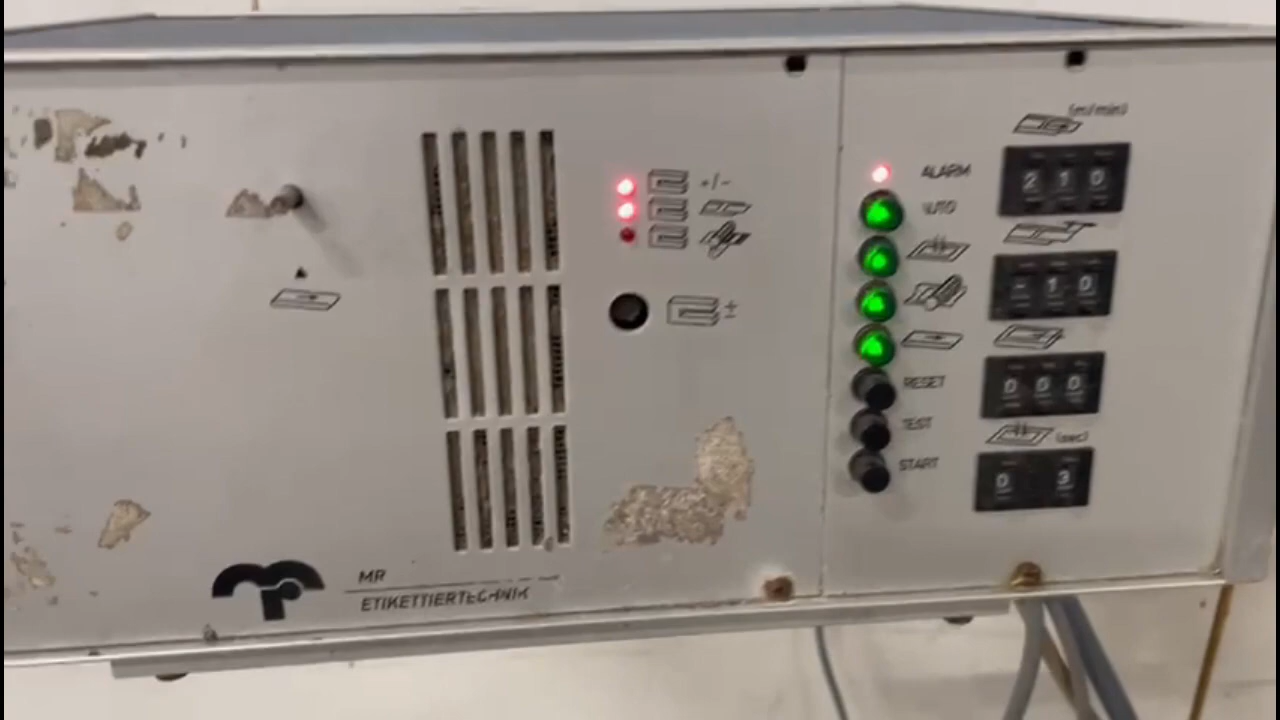 (m/min)
ALARM
2 1 0
AUTO
+/-
- 1 0
±
RESET
0 0 0
TEST
(sec)
START
0 3
MR
ETIKETTIERTECHNIK